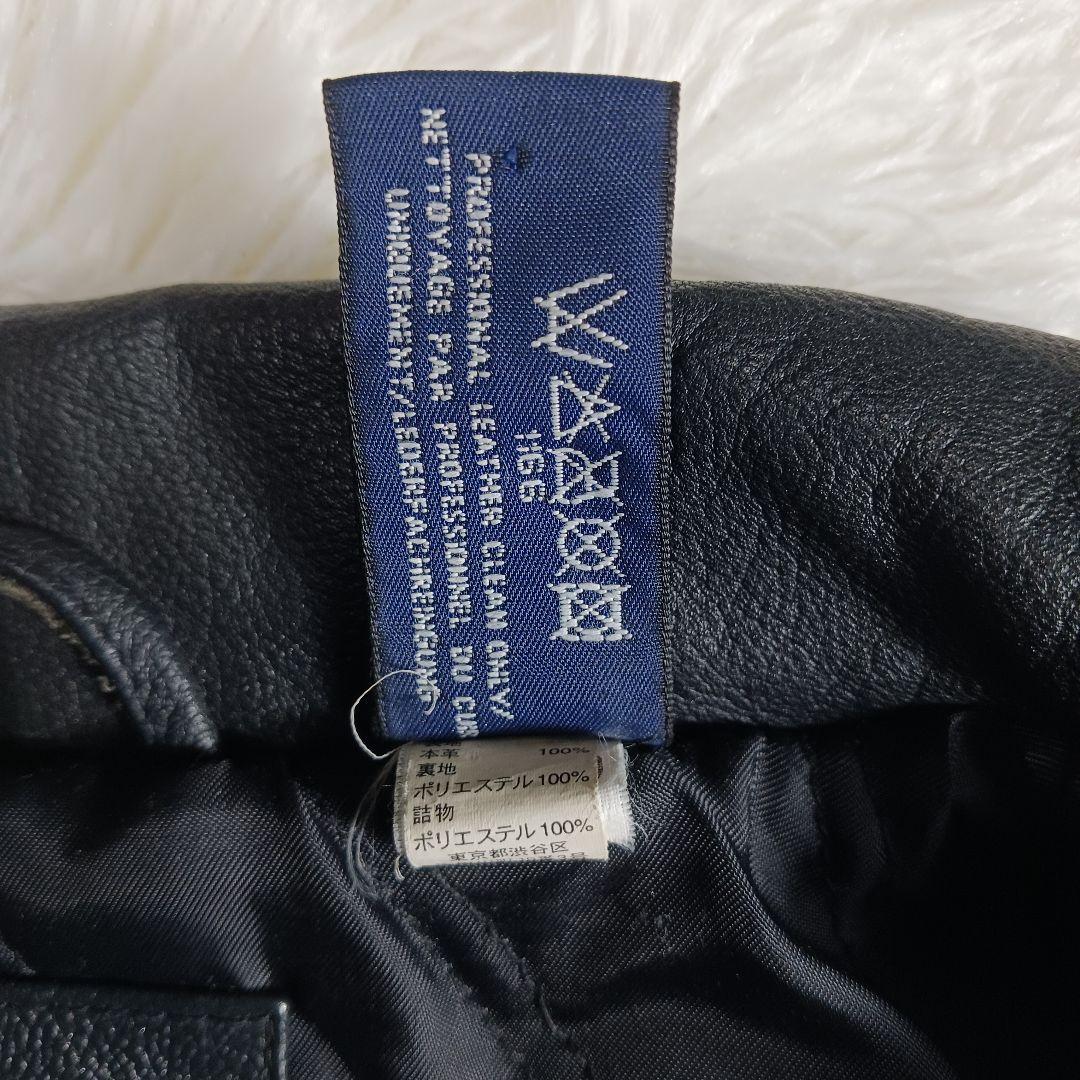 PROFESSIONAL LEATHER CLEAN ONLY/
NETTOYAGE PAR PROFESSIONNEL DU CUIR
UNIQUEMENT/LEDERFACHREINIGUNG
本革 100%
裏地
ポリエステル100%
詰物
ポリエステル100%
東京都渋谷区